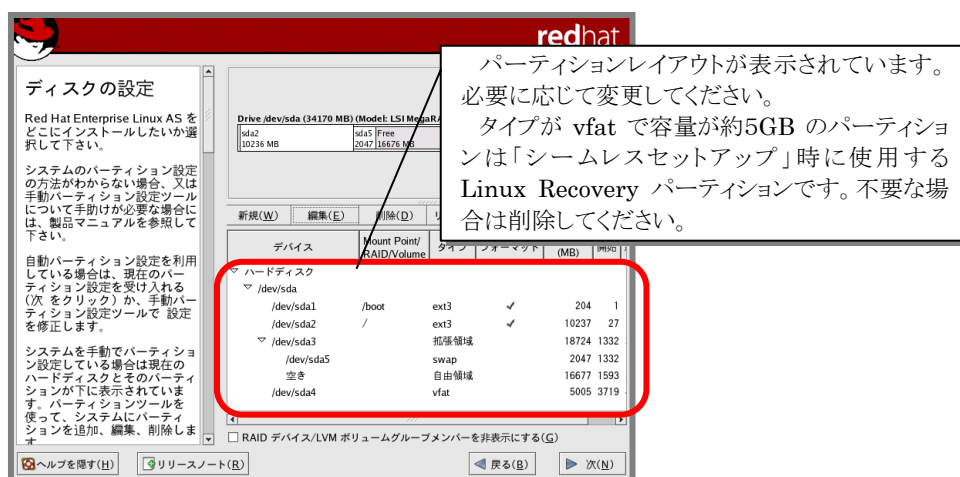 redhat.
パーティションレイアウトが表示されています。
必要に応じて変更してください。
タイプが vfat で容量が約5GB のパーティショ
ンは「シームレスセットアップ」時に使用する
Linux Recovery パーティションです。不要な場
合は削除してください。
ディスクの設定
Red Hat Enterprise Linux AS を
どこにインストールしたいか選
択して下さい。
システムのパーティション設定
の方法がわからない場合、又は
手動パーティション設定ツール
について手助けが必要な場合に
は、製品マニュアルを参照して
下さい。
自動パーティション設定を利用
している場合は、現在のパー
ティション設定を受け入れる
(次 をクリック) か、手動パー
ティション設定ツールで 設定
を修正します。
システムを手動でパーティショ
ン設定している場合は現在の
ハードディスクとそのパーティ
ションが下に表示されていま
す。パーティションツールを
使って、システムにパーティ
ションを追加、編集、削除しま
Drive /dev/sda (34170 MB) (Model: LSI
sda2 sda5 Free
10236 MB 2047 16676 MB
新規(W) 編集(E) 削除(D)
デバイス Mount Point/ タイプ フォーマット
RAID/Volume (MB) 開始
ハードディスク
/dev/sda
/dev/sda1 /boot ext3 ✓ 204 1
/dev/sda2 / ext3 ✓ 10237 27
/dev/sda3 拡張領域 18724 1332
/dev/sda5 swap 2047 1332
空き 自由領域 16677 1593
/dev/sda4 vfat 5005 3719
RAID デバイス/LVM ボリュームグループメンバーを非表示にする(G)
ヘルプを隠す(H) リリースノート(R) 戻る(B) 次(N)